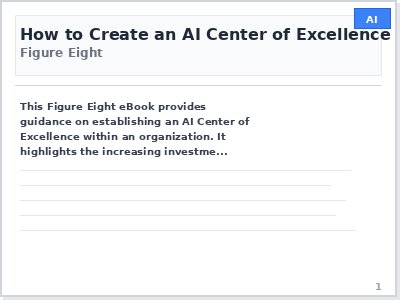 AI
How to Create an AI Center of Excellence
Figure Eight
This Figure Eight eBook provides
guidance on establishing an AI Center of
Excellence within an organization. It
highlights the increasing investme...
1